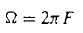 Ω = 2π F